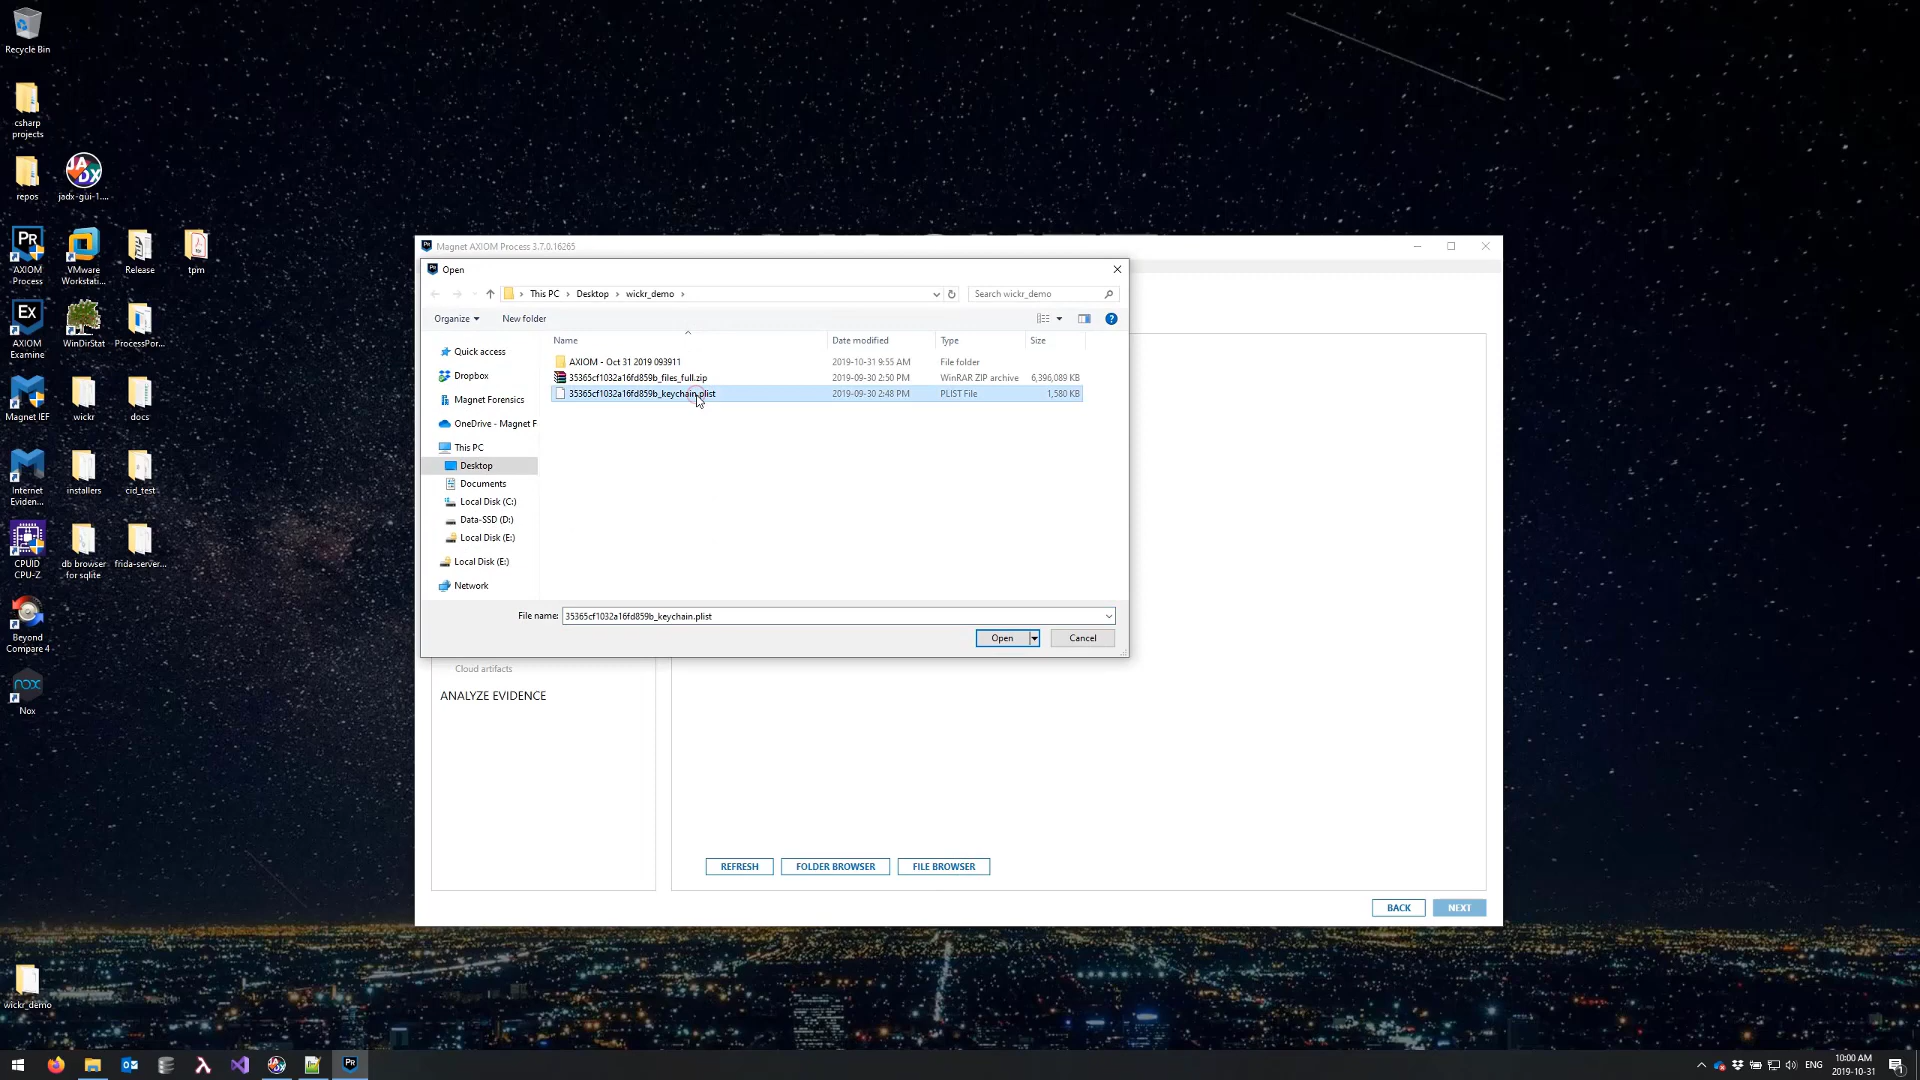 Recycle Bin
csharp
projects
repos
jadx-gui-1....
AXIOM
Process
VMware
Workstati...
Release
tpm
AXIOM
Examine
WinDirStat
ProcessPor...
Magnet IEF
wickr
docs
Internet
Eviden...
installers
cid_test
CPUID
CPU-Z
db browser
for sqlite
frida-server...
Beyond
Compare 4
Nox
wickr_demo
Magnet AXIOM Process 3.7.0.16265
Open
This PC > Desktop > wickr_demo >
Search wickr_demo
Organize
New folder
Name Date modified Type Size
AXIOM - Oct 31 2019 093911 2019-10-31 9:55 AM File folder
35365cf1032a16fd859b_files_full.zip 2019-09-30 2:50 PM WinRAR ZIP archive 6,396,089 KB
35365cf1032a16fd859b_keychain.plist 2019-09-30 2:48 PM PLIST File 1,580 KB
Quick access
Dropbox
Magnet Forensics
OneDrive - Magnet F
This PC
Desktop
Documents
Local Disk (C:)
Data-SSD (D:)
Local Disk (E:)
Local Disk (E:)
Network
File name: 35365cf1032a16fd859b_keychain.plist
Open
Cancel
Cloud artifacts
ANALYZE EVIDENCE
REFRESH
FOLDER BROWSER
FILE BROWSER
BACK
NEXT
ENG
10:00 AM
2019-10-31